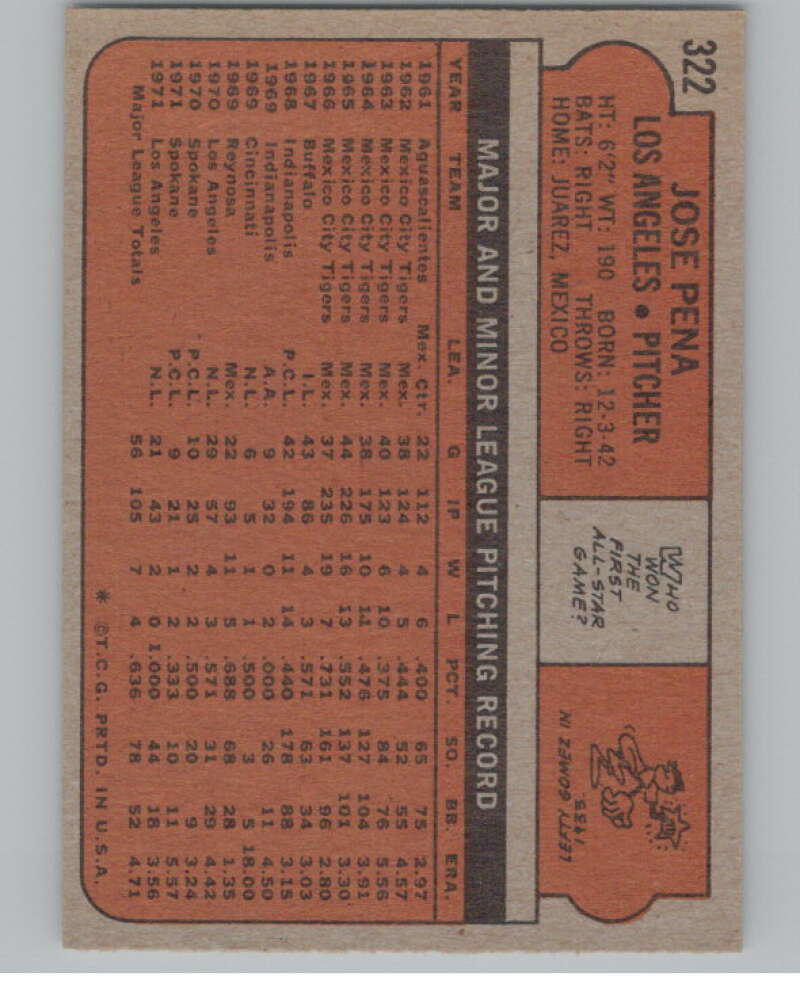 322
JOSE PENA
LOS ANGELES • PITCHER
HT: 6'2" WT: 190 BORN: 12-3-42
BATS: RIGHT THROWS: RIGHT
HOME: JUAREZ, MEXICO
WHO
WON
THE
FIRST
ALL-STAR
GAME?
LEFTY GOMEZ IN
1933.
MAJOR AND MINOR LEAGUE PITCHING RECORD
YEAR TEAM LEA. G IP W L PCT. SO. BB. ERA.
1961 Aguascalientes Mex. Ctr. 22 112 4 6 .400 65 75 2.97
1962 Mexico City Tigers Mex. 38 124 4 5 .444 52 55 4.57
1963 Mexico City Tigers Mex. 40 123 6 10 .375 84 76 5.56
1964 Mexico City Tigers Mex. 38 175 10 11 .476 127 104 3.91
1965 Mexico City Tigers Mex. 44 226 16 13 .552 137 101 3.30
1966 Mexico City Tigers Mex. 37 235 19 7 .731 161 96 2.80
1967 Buffalo I.L. 43 86 4 3 .571 63 34 3.03
1968 Indianapolis P.C.L. 42 194 11 14 .440 178 88 3.15
1969 Indianapolis A.A. 9 32 0 2 .000 26 11 4.50
1969 Cincinnati N.L. 6 5 1 1 .500 3 5 18.00
1969 Reynosa Mex. 22 93 11 5 .688 68 28 1.35
1970 Los Angeles N.L. 29 57 4 3 .571 31 29 4.42
1970 Spokane P.C.L. 10 25 2 2 .500 20 9 3.24
1971 Spokane P.C.L. 9 21 1 2 .333 10 11 5.57
1971 Los Angeles N.L. 21 43 2 0 1.000 44 18 3.56
Major League Totals 56 105 7 4 .636 78 52 4.71
* ©T.C.G. PRTD. IN U.S.A.